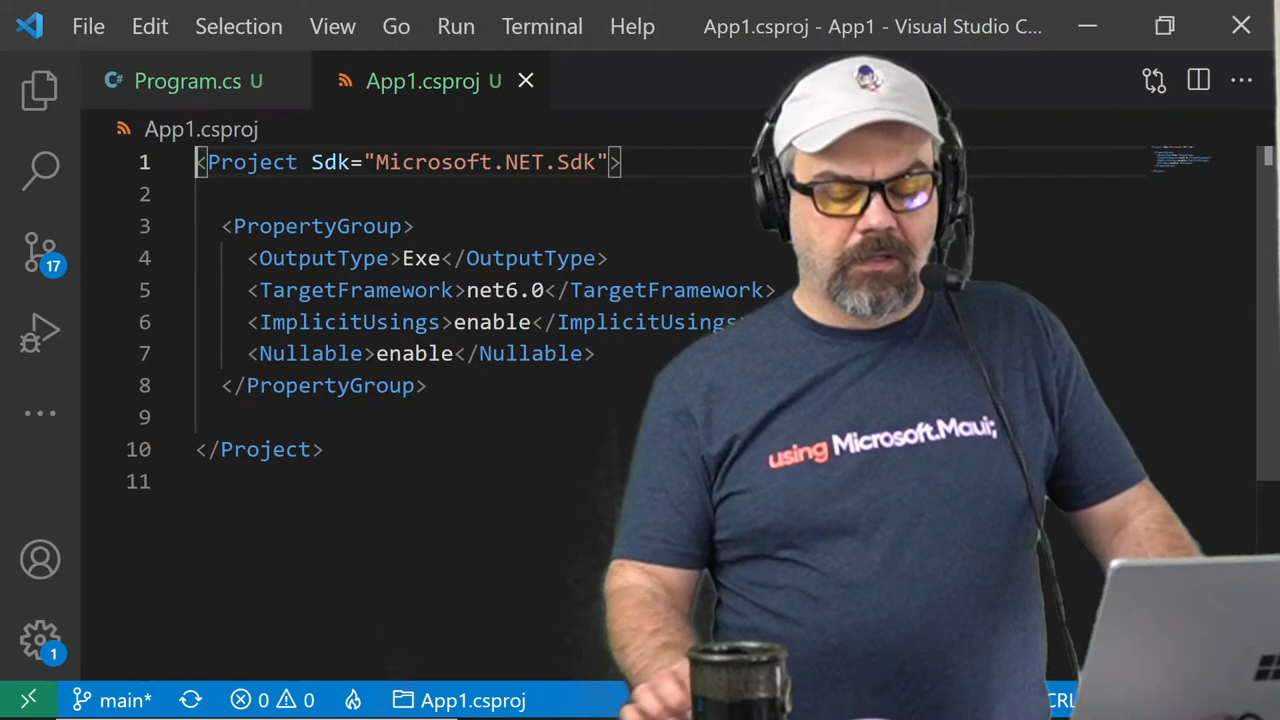 File Edit Selection View Go Run Terminal Help App1.csproj - App1 - Visual Studio C...
Program.cs U App1.csproj U
App1.csproj
1 <Project Sdk="Microsoft.NET.Sdk">
2
3 <PropertyGroup>
4 <OutputType>Exe</OutputType>
5 <TargetFramework>net6.0</TargetFramework>
6 <ImplicitUsings>enable</ImplicitUsings
7 <Nullable>enable</Nullable>
8 </PropertyGroup>
9
10 </Project>
11
17
1
using Microsoft.Maui;
main* 0 0 App1.csproj CRL